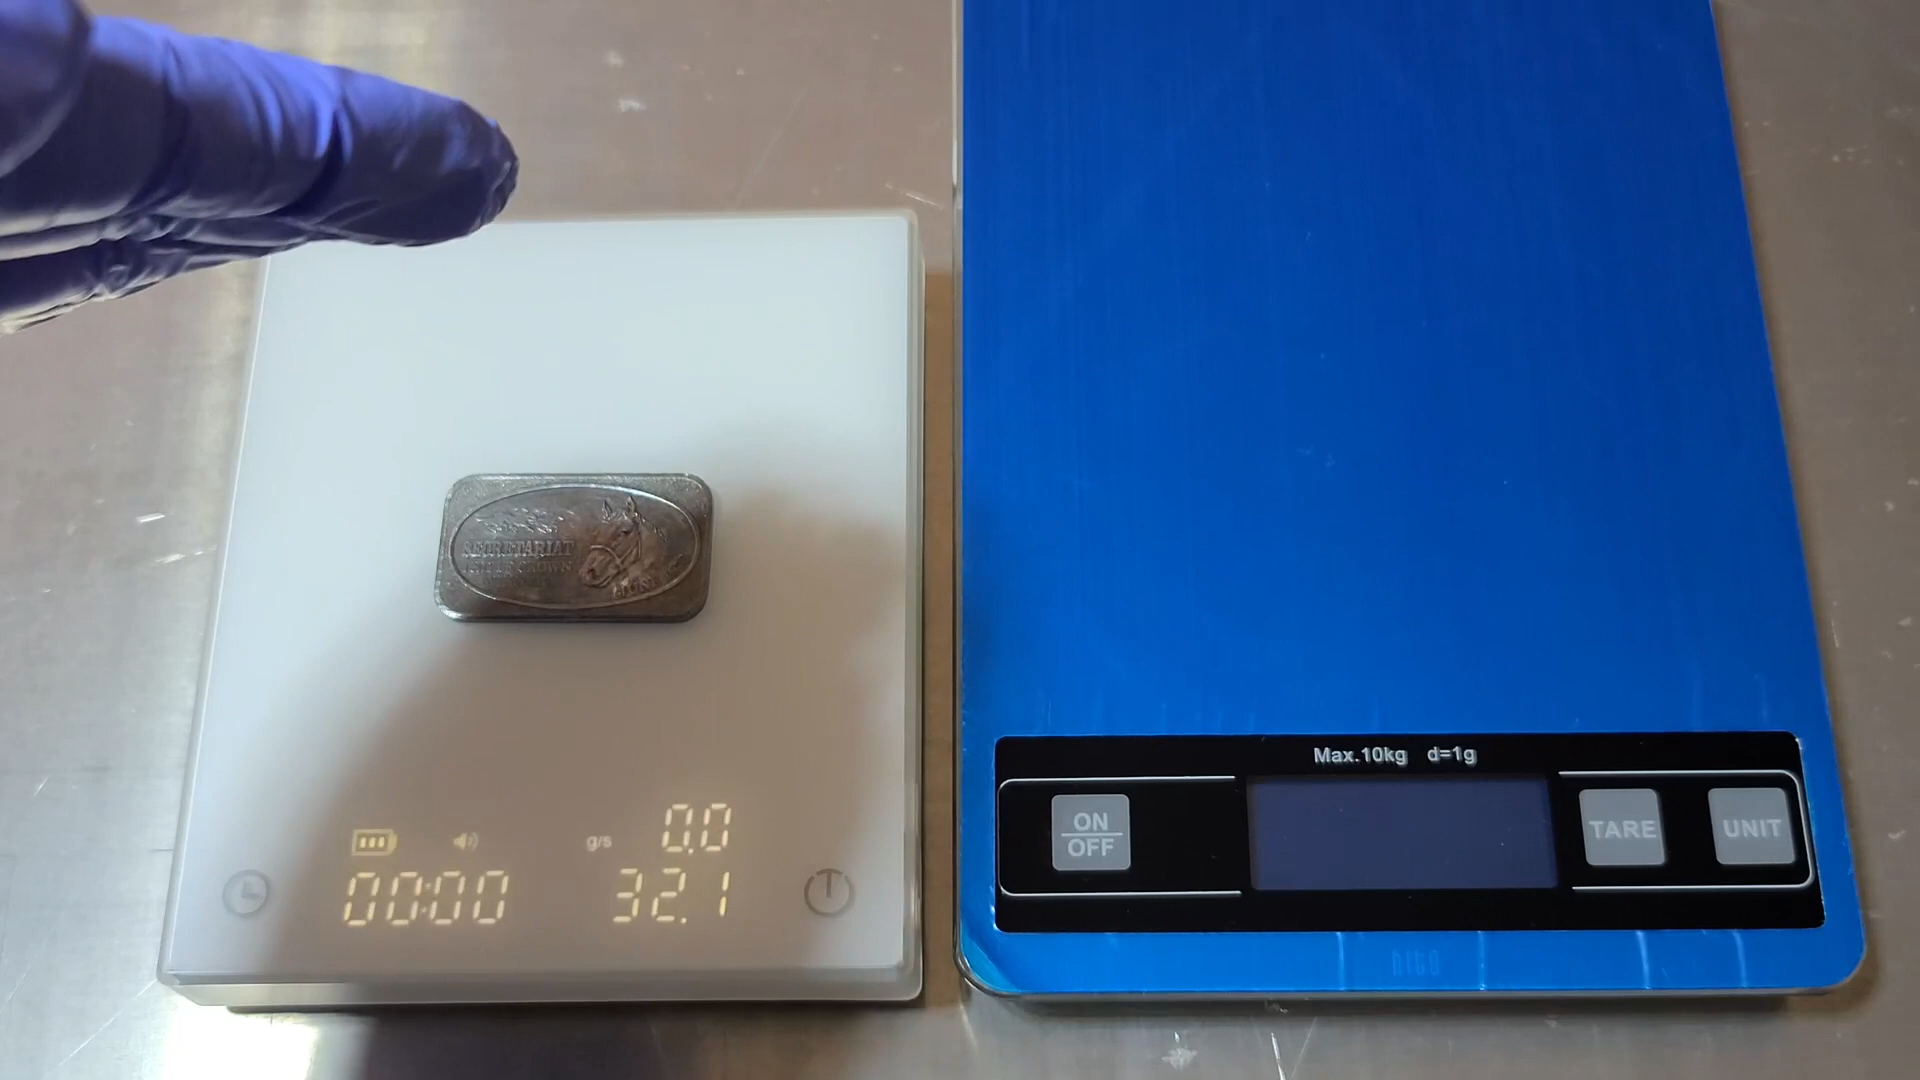 SECRETARIAT
TRIPLE CROWN
g/s
0.0
00:00
32.1
Max.10kg d=1g
ON
OFF
TARE
UNIT